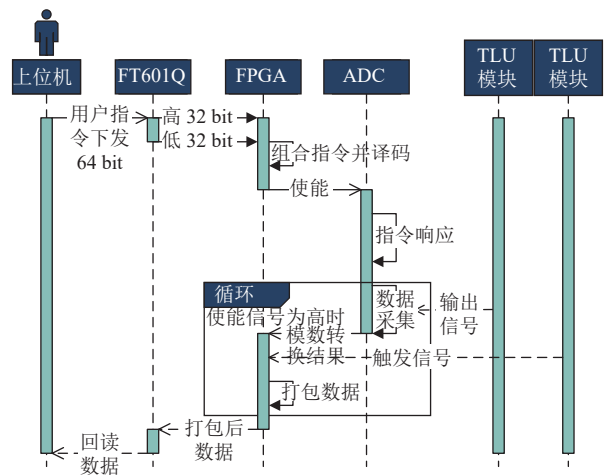 上位机
FT601Q
FPGA
ADC
TLU
模块
TLU
模块
用户指
令下发
64 bit
高 32 bit
低 32 bit
组合指令并译码
使能
指令响应
循环
使能信号为高时
数据
采集
输出
信号
模数转
换结果
触发信号
打包数据
打包后
数据
回读
数据